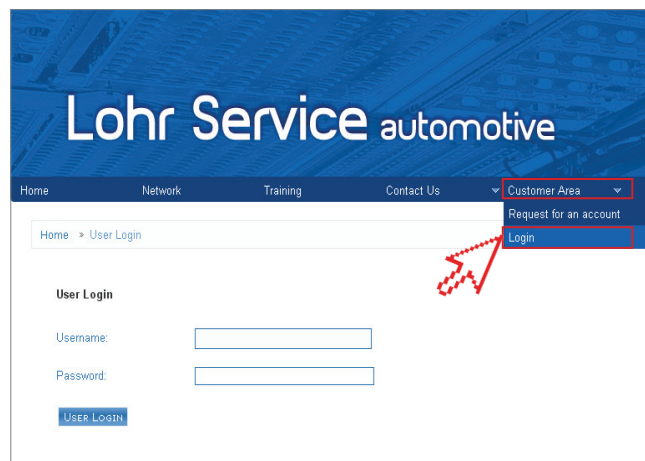 Lohr Service automotive
Home Network Training Contact Us Customer Area
Request for an account
Home » User Login
Login
User Login
Username:
Password:
USER LOGIN